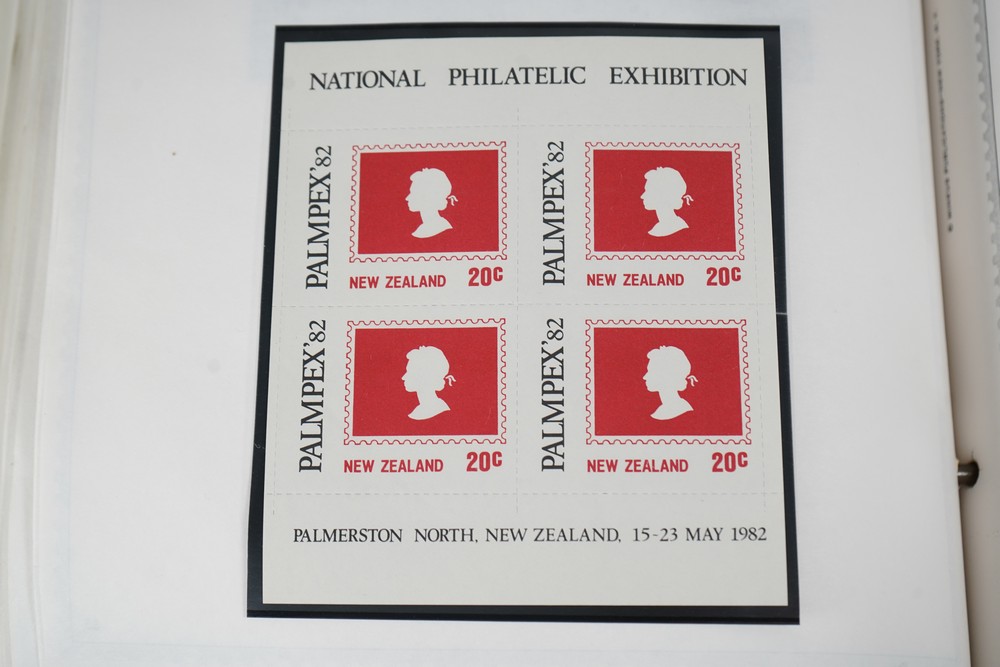 NATIONAL PHILATELIC EXHIBITION
PALMPEX'82
NEW ZEALAND 20c
PALMPEX'82
NEW ZEALAND 20c
PALMPEX'82
NEW ZEALAND 20c
PALMPEX'82
NEW ZEALAND 20c
PALMERSTON NORTH, NEW ZEALAND, 15-23 MAY 1982